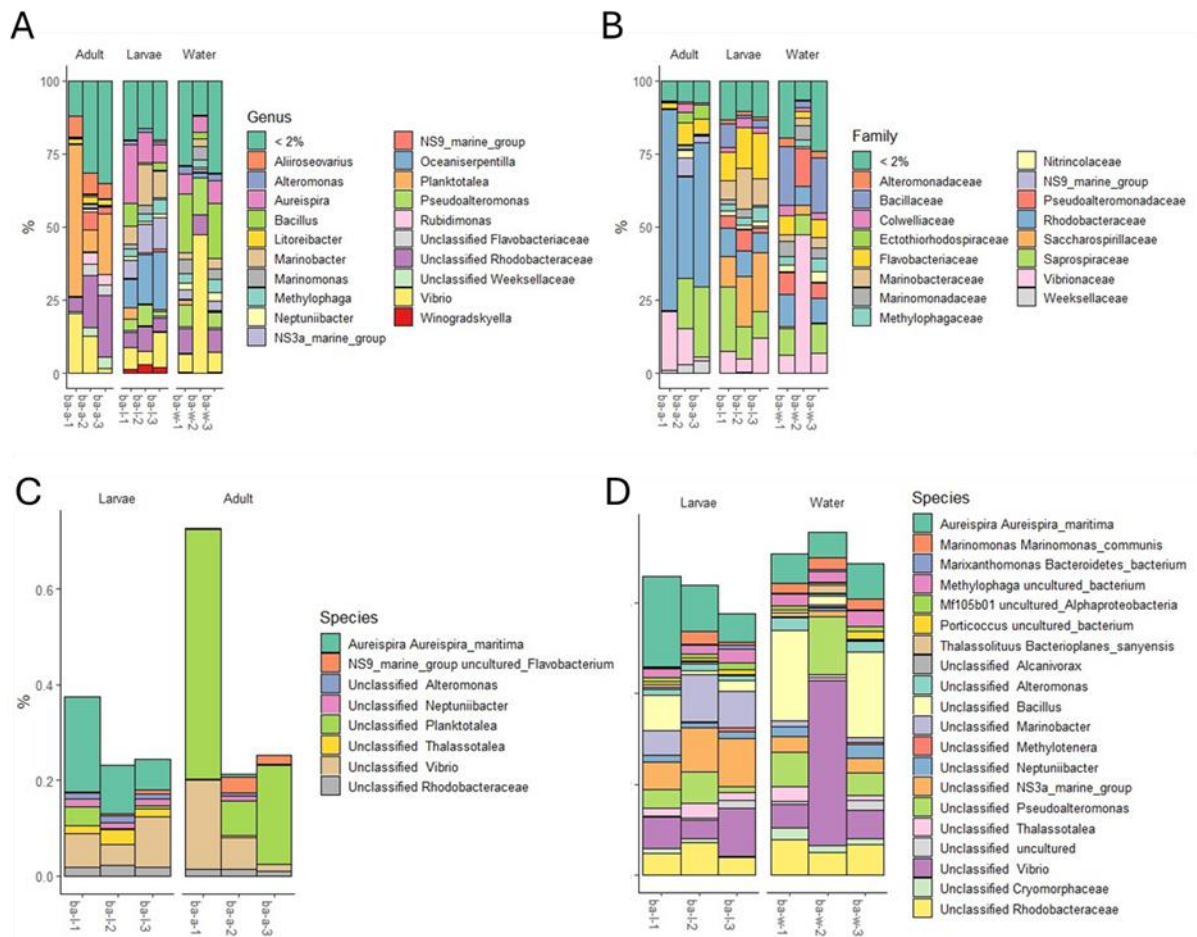 A
Adult Larvae Water
100
75
50
25
0
%
ba-a-1
ba-a-2
ba-a-3
ba-l-1
ba-l-2
ba-l-3
ba-w-1
ba-w-2
ba-w-3
Genus
< 2%
Aliiroseovarius
Alteromonas
Aureispira
Bacillus
Litoreibacter
Marinobacter
Marinomonas
Methylophaga
Neptuniibacter
NS3a_marine_group
NS9_marine_group
Oceaniserpentilla
Planktotalea
Pseudoalteromonas
Rubidimonas
Unclassified Flavobacteriaceae
Unclassified Rhodobacteraceae
Unclassified Weeksellaceae
Vibrio
Winogradskyella
B
Adult Larvae Water
100
75
50
25
0
%
ba-a-1
ba-a-2
ba-a-3
ba-l-1
ba-l-2
ba-l-3
ba-w-1
ba-w-2
ba-w-3
Family
< 2%
Alteromonadaceae
Bacillaceae
Colwelliaceae
Ectothiorhodospiraceae
Flavobacteriaceae
Marinobacteraceae
Marinomonadaceae
Methylophagaceae
Nitrincolaceae
NS9_marine_group
Pseudoalteromonadaceae
Rhodobacteraceae
Saccharospirillaceae
Saprospiraceae
Vibrionaceae
Weeksellaceae
C
Larvae Adult
0.6
0.4
0.2
0.0
%
ba-l-1
ba-l-2
ba-l-3
ba-a-1
ba-a-2
ba-a-3
Species
Aureispira Aureispira_maritima
NS9_marine_group uncultured_Flavobacterium
Unclassified Alteromonas
Unclassified Neptuniibacter
Unclassified Planktotalea
Unclassified Thalassotalea
Unclassified Vibrio
Unclassified Rhodobacteraceae
D
Larvae Water
ba-l-1
ba-l-2
ba-l-3
ba-w-1
ba-w-2
ba-w-3
Species
Aureispira Aureispira_maritima
Marinomonas Marinomonas_communis
Marixanthomonas Bacteroidetes_bacterium
Methylophaga uncultured_bacterium
Mf105b01 uncultured_Alphaproteobacteria
Porticoccus uncultured_bacterium
Thalassolituus Bacterioplanes_sanyensis
Unclassified Alcanivorax
Unclassified Alteromonas
Unclassified Bacillus
Unclassified Marinobacter
Unclassified Methylotenera
Unclassified Neptuniibacter
Unclassified NS3a_marine_group
Unclassified Pseudoalteromonas
Unclassified Thalassotalea
Unclassified uncultured
Unclassified Vibrio
Unclassified Cryomorphaceae
Unclassified Rhodobacteraceae